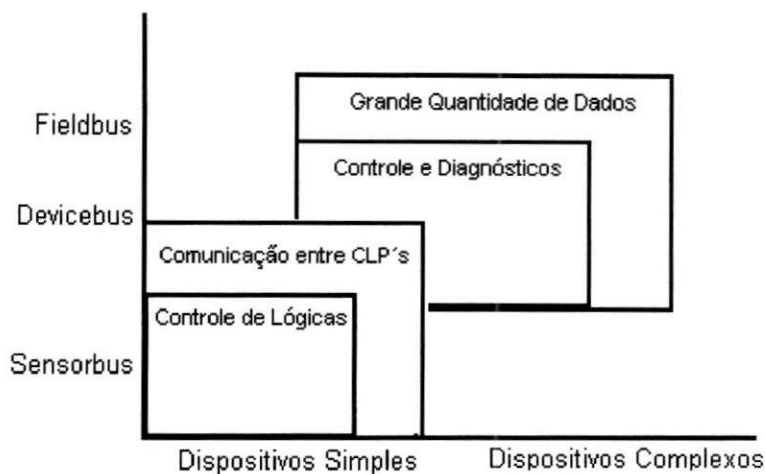 Grande Quantidade de Dados
Fieldbus
Controle e Diagnósticos
Devicebus
Comunicação entre CLP´s
Controle de Lógicas
Sensorbus
Dispositivos Simples
Dispositivos Complexos